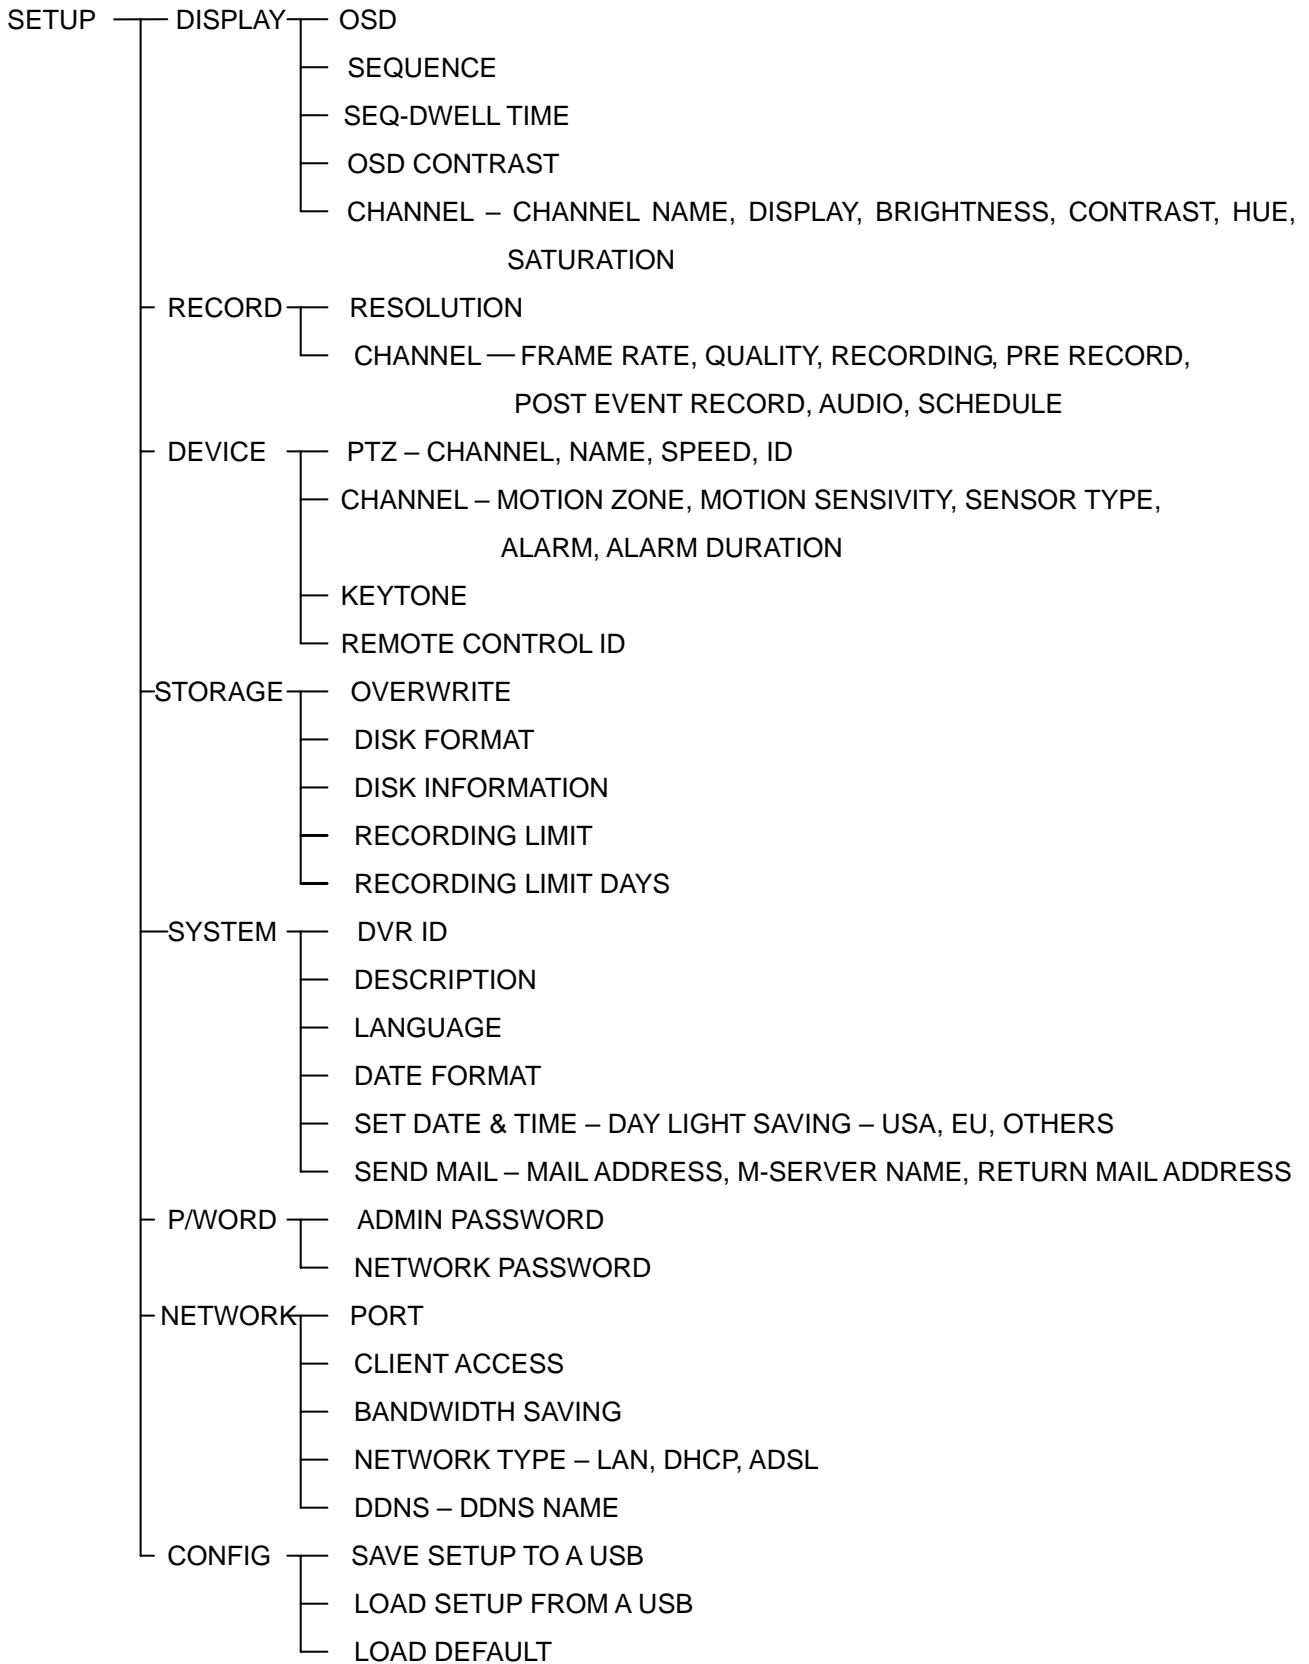 SETUP DISPLAY OSD
SEQUENCE
SEQ-DWELL TIME
OSD CONTRAST
CHANNEL – CHANNEL NAME, DISPLAY, BRIGHTNESS, CONTRAST, HUE,
SATURATION
RECORD RESOLUTION
CHANNEL — FRAME RATE, QUALITY, RECORDING, PRE RECORD,
POST EVENT RECORD, AUDIO, SCHEDULE
DEVICE PTZ – CHANNEL, NAME, SPEED, ID
CHANNEL – MOTION ZONE, MOTION SENSIVITY, SENSOR TYPE,
ALARM, ALARM DURATION
KEYTONE
REMOTE CONTROL ID
STORAGE OVERWRITE
DISK FORMAT
DISK INFORMATION
RECORDING LIMIT
RECORDING LIMIT DAYS
SYSTEM DVR ID
DESCRIPTION
LANGUAGE
DATE FORMAT
SET DATE & TIME – DAY LIGHT SAVING – USA, EU, OTHERS
SEND MAIL – MAIL ADDRESS, M-SERVER NAME, RETURN MAIL ADDRESS
P/WORD ADMIN PASSWORD
NETWORK PASSWORD
NETWORK PORT
CLIENT ACCESS
BANDWIDTH SAVING
NETWORK TYPE – LAN, DHCP, ADSL
DDNS – DDNS NAME
CONFIG SAVE SETUP TO A USB
LOAD SETUP FROM A USB
LOAD DEFAULT